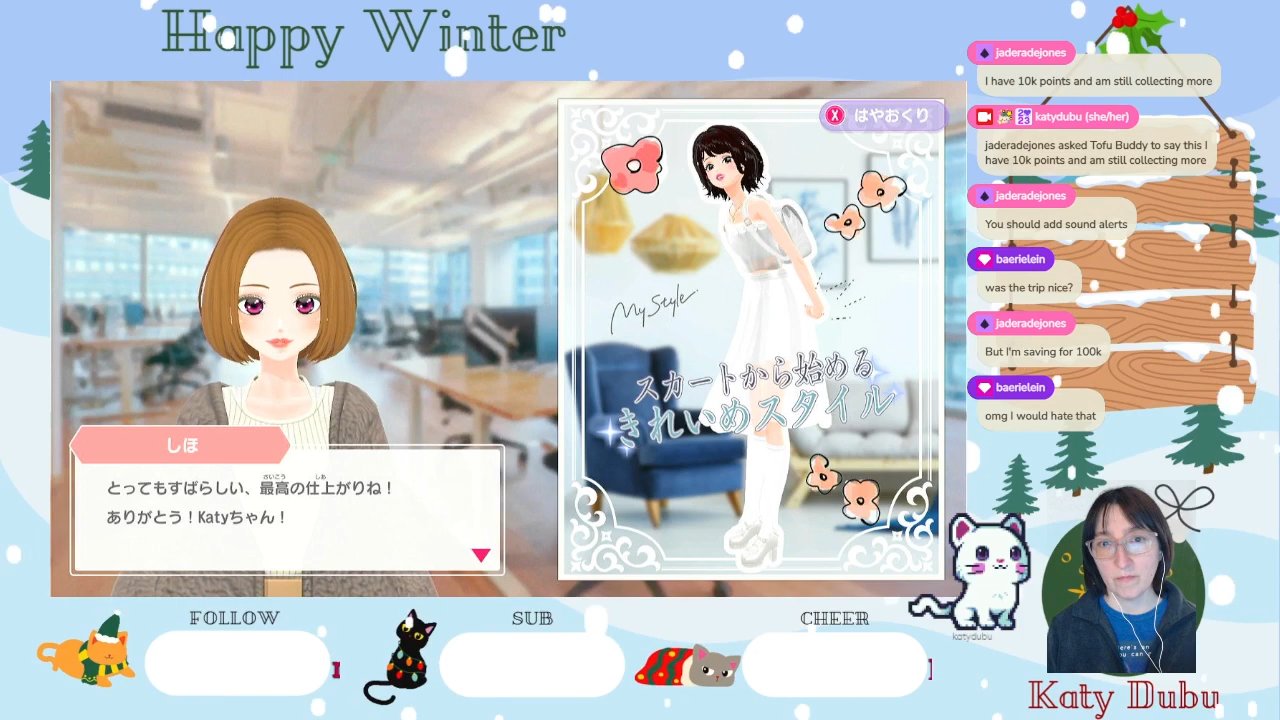 Happy Winter
はやおくり
My Style
スカートから始める
きれいめスタイル
しほ
とってもすばらしい、最高の仕上がりね！
ありがとう！Katyちゃん！
jaderadejones
I have 10k points and am still collecting more
katydubu (she/her)
jaderadejones asked Tofu Buddy to say this I
have 10k points and am still collecting more
jaderadejones
You should add sound alerts
baerielein
was the trip nice?
jaderadejones
But I'm saving for 100k
baerielein
omg I would hate that
katydubu
FOLLOW
SUB
CHEER
Katy Dubu